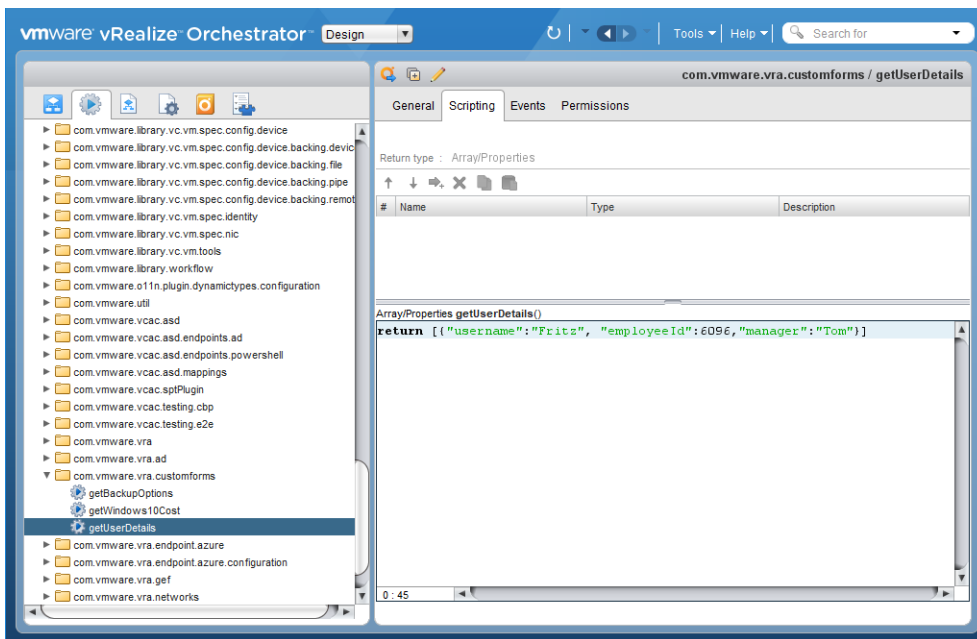 vmware vRealize™ Orchestrator™ Design Tools Help Search for
com.vmware.vra.customforms / getUserDetails
General Scripting Events Permissions
Return type : Array/Properties
# Name Type Description
Array/Properties getUserDetails()
return [{"username":"Fritz", "employeeId":6096,"manager":"Tom"}]
0 : 45
com.vmware.library.vc.vm.spec.config.device
com.vmware.library.vc.vm.spec.config.device.backing.devic
com.vmware.library.vc.vm.spec.config.device.backing.file
com.vmware.library.vc.vm.spec.config.device.backing.pipe
com.vmware.library.vc.vm.spec.config.device.backing.remot
com.vmware.library.vc.vm.spec.identity
com.vmware.library.vc.vm.spec.nic
com.vmware.library.vc.vm.tools
com.vmware.library.workflow
com.vmware.o11n.plugin.dynamictypes.configuration
com.vmware.util
com.vmware.vcac.asd
com.vmware.vcac.asd.endpoints.ad
com.vmware.vcac.asd.endpoints.powershell
com.vmware.vcac.asd.mappings
com.vmware.vcac.sptPlugin
com.vmware.vcac.testing.cbp
com.vmware.vcac.testing.e2e
com.vmware.vra
com.vmware.vra.ad
com.vmware.vra.customforms
getBackupOptions
getWindows10Cost
getUserDetails
com.vmware.vra.endpoint.azure
com.vmware.vra.endpoint.azure.configuration
com.vmware.vra.gef
com.vmware.vra.networks